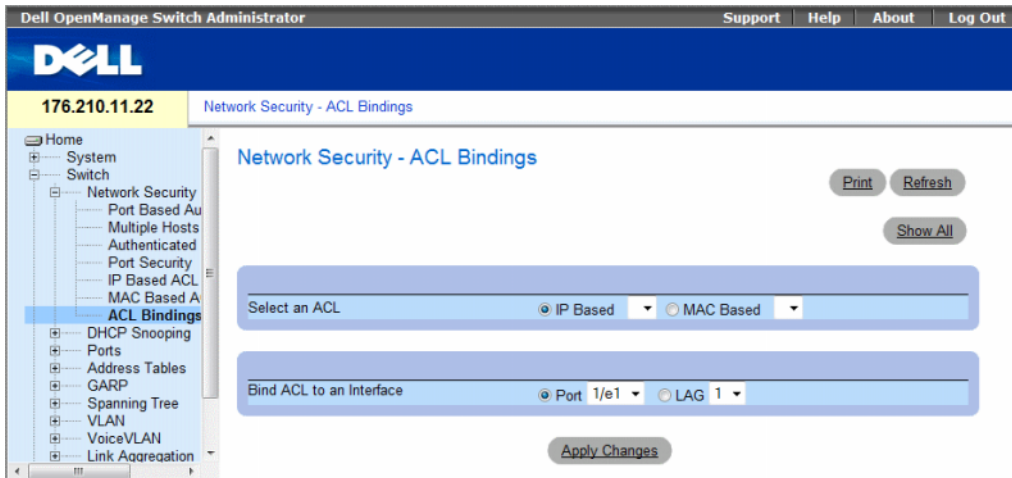 Dell OpenManage Switch Administrator Support Help About Log Out
DELL
176.210.11.22 Network Security - ACL Bindings
Home
System
Switch
Network Security
Port Based Au
Multiple Hosts
Authenticated
Port Security
IP Based ACL
MAC Based A
ACL Bindings
DHCP Snooping
Ports
Address Tables
GARP
Spanning Tree
VLAN
VoiceVLAN
Link Aggregation
Network Security - ACL Bindings
Print Refresh
Show All
Select an ACL IP Based MAC Based
Bind ACL to an Interface Port 1/e1 LAG 1
Apply Changes